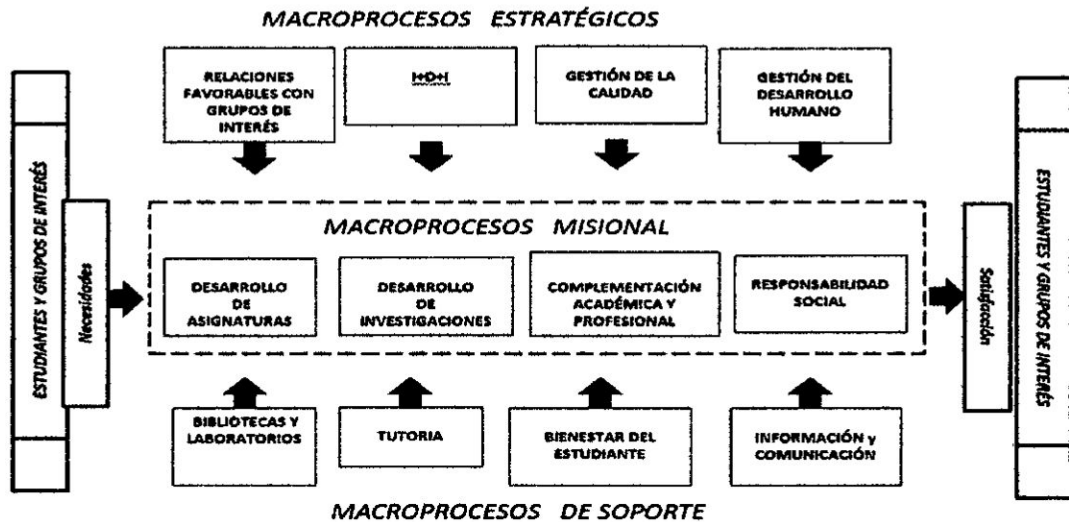 MACROPROCESOS ESTRATÉGICOS
RELACIONES
FAVORABLES CON
GRUPOS DE
INTERÉS
I+D+I
GESTIÓN DE LA
CALIDAD
GESTIÓN DEL
DESARROLLO
HUMANO
ESTUDIANTES Y GRUPOS DE INTERÉS
Necesidades
MACROPROCESOS MISIONAL
DESARROLLO
DE
ASIGNATURAS
DESARROLLO
DE
INVESTIGACIONES
COMPLEMENTACIÓN
ACADÉMICA Y
PROFESIONAL
RESPONSABILIDAD
SOCIAL
Satisfacción
ESTUDIANTES Y GRUPOS DE INTERÉS
BIBLIOTECAS Y
LABORATORIOS
TUTORIA
BIENESTAR DEL
ESTUDIANTE
INFORMACIÓN y
COMUNICACIÓN
MACROPROCESOS DE SOPORTE